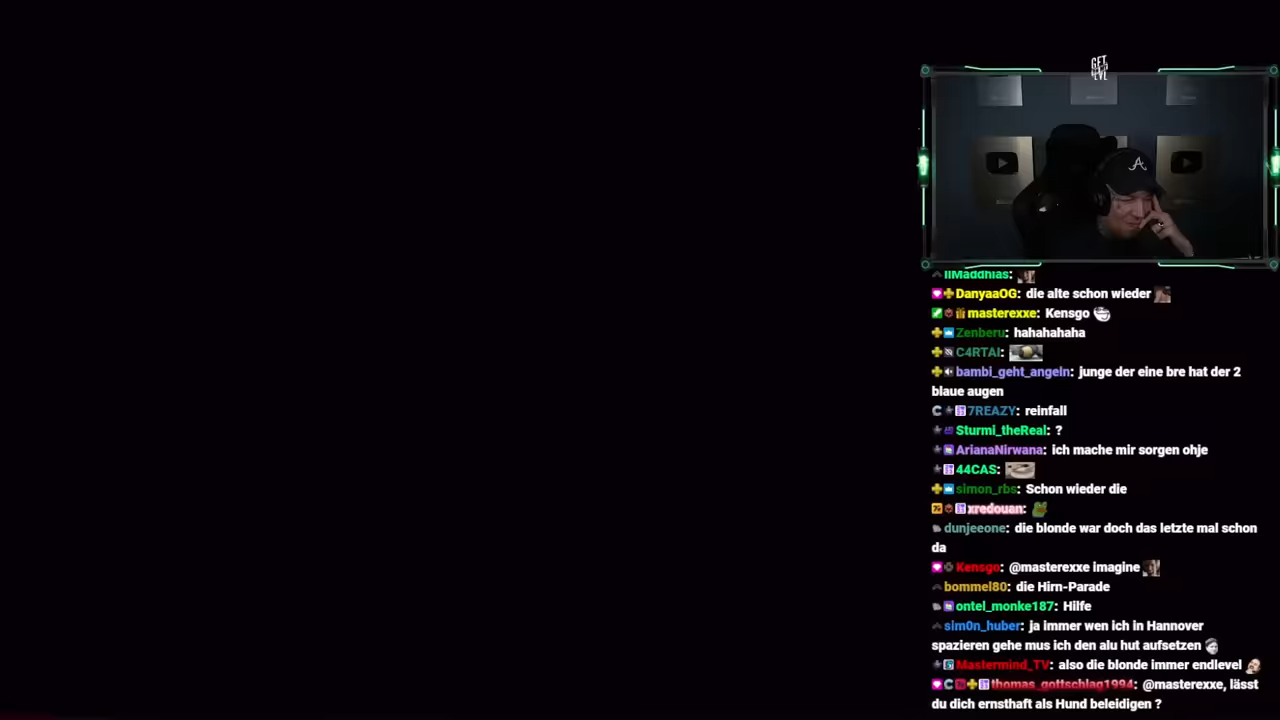 GET
EVL
A
IIMaddhias:
DanyaaOG: die alte schon wieder
masterexxe: Kensgo
Zenberu: hahahahaha
C4RTAI:
bambi_geht_angeln: junge der eine bre hat der 2
blaue augen
7REAZY: reinfall
Sturmi_theReal: ?
ArianaNirwana: ich mache mir sorgen ohje
44CAS:
simon_rbs: Schon wieder die
xredouan:
dunjeeone: die blonde war doch das letzte mal schon
da
Kensgo: @masterexxe imagine
bommel80: die Hirn-Parade
ontel_monke187: Hilfe
sim0n_huber: ja immer wen ich in Hannover
spazieren gehe mus ich den alu hut aufsetzen
Mastermind_TV: also die blonde immer endlevel
thomas_gottschlag1994: @masterexxe, lässt
du dich ernsthaft als Hund beleidigen ?